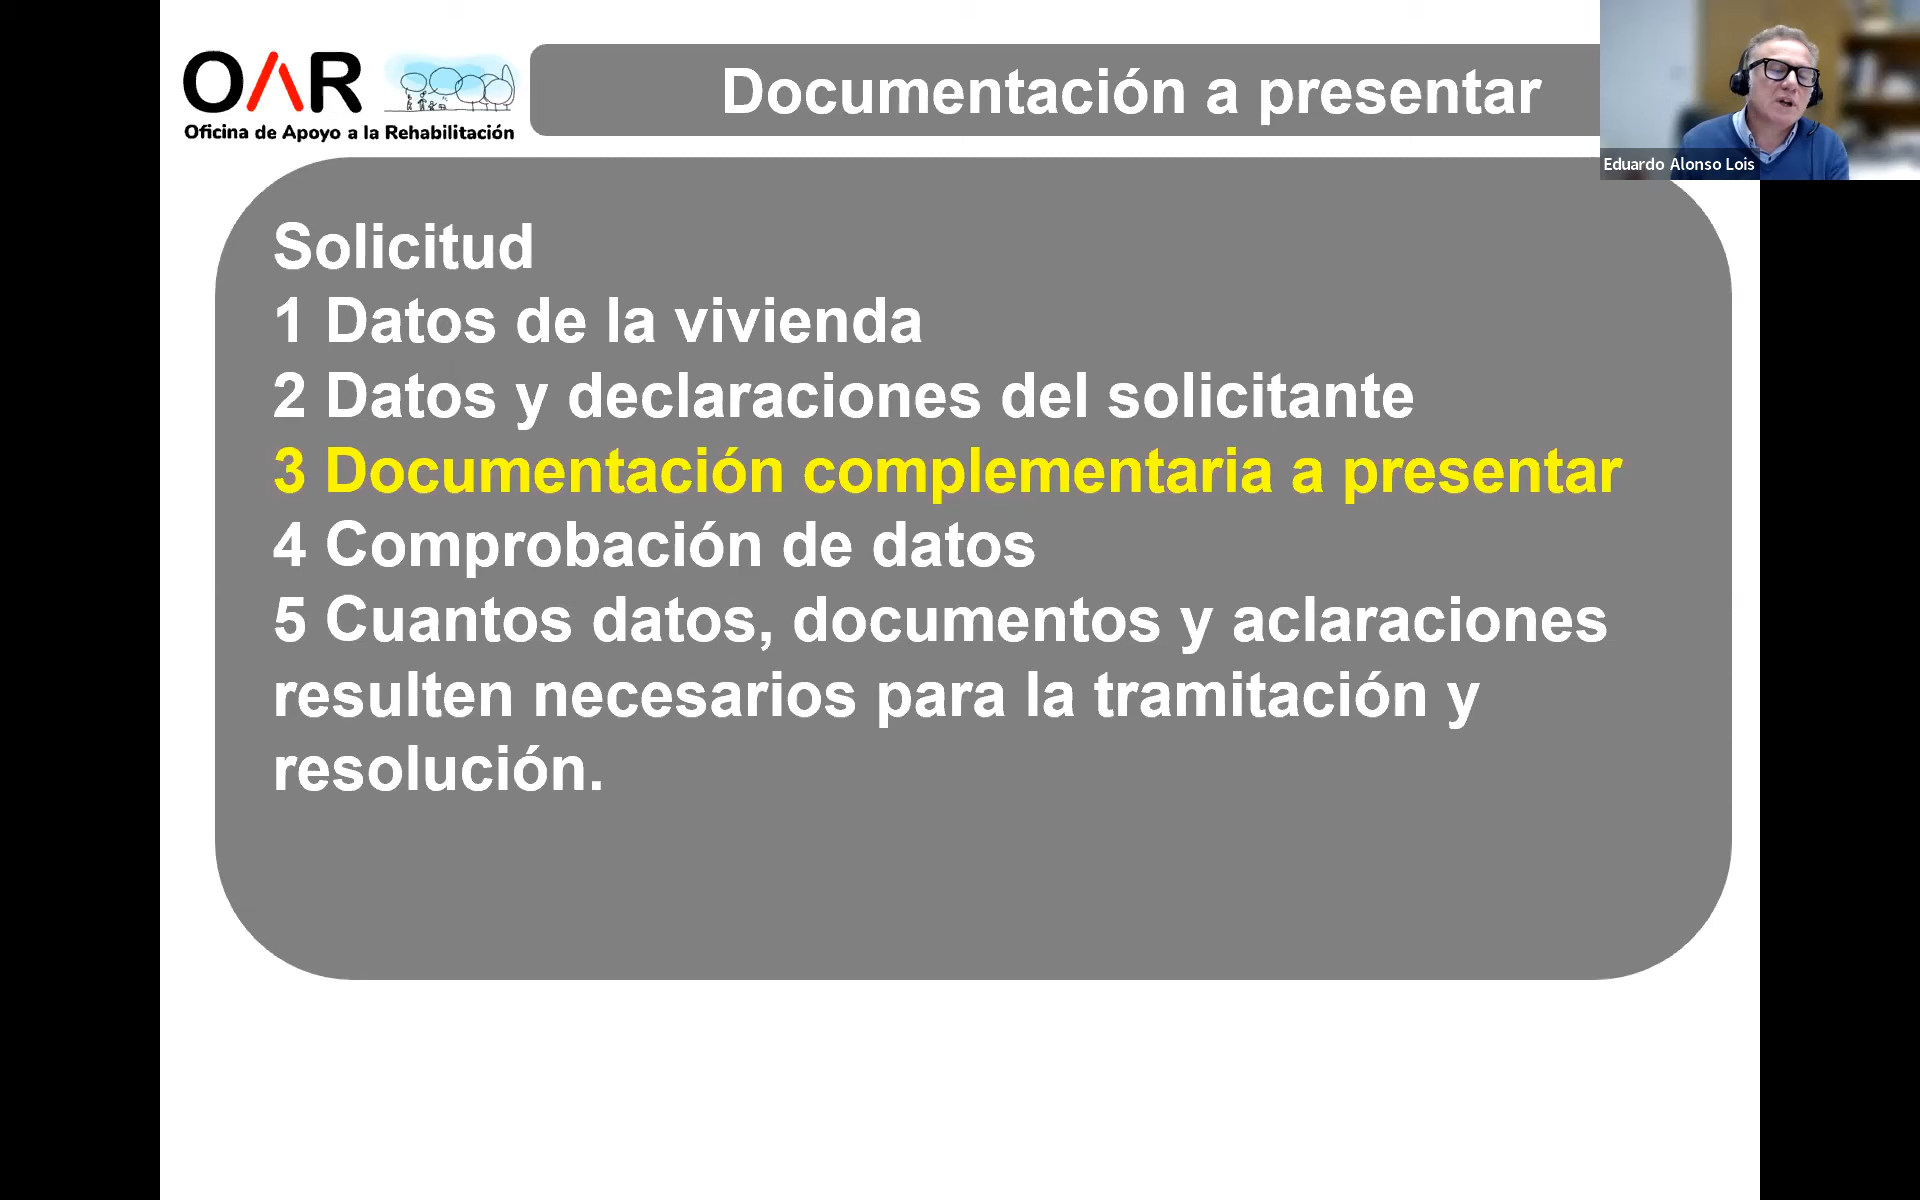 OAR
Oficina de Apoyo a la Rehabilitación
Documentación a presentar
Eduardo Alonso Lois
Solicitud
1 Datos de la vivienda
2 Datos y declaraciones del solicitante
3 Documentación complementaria a presentar
4 Comprobación de datos
5 Cuantos datos, documentos y aclaraciones
resulten necesarios para la tramitación y
resolución.